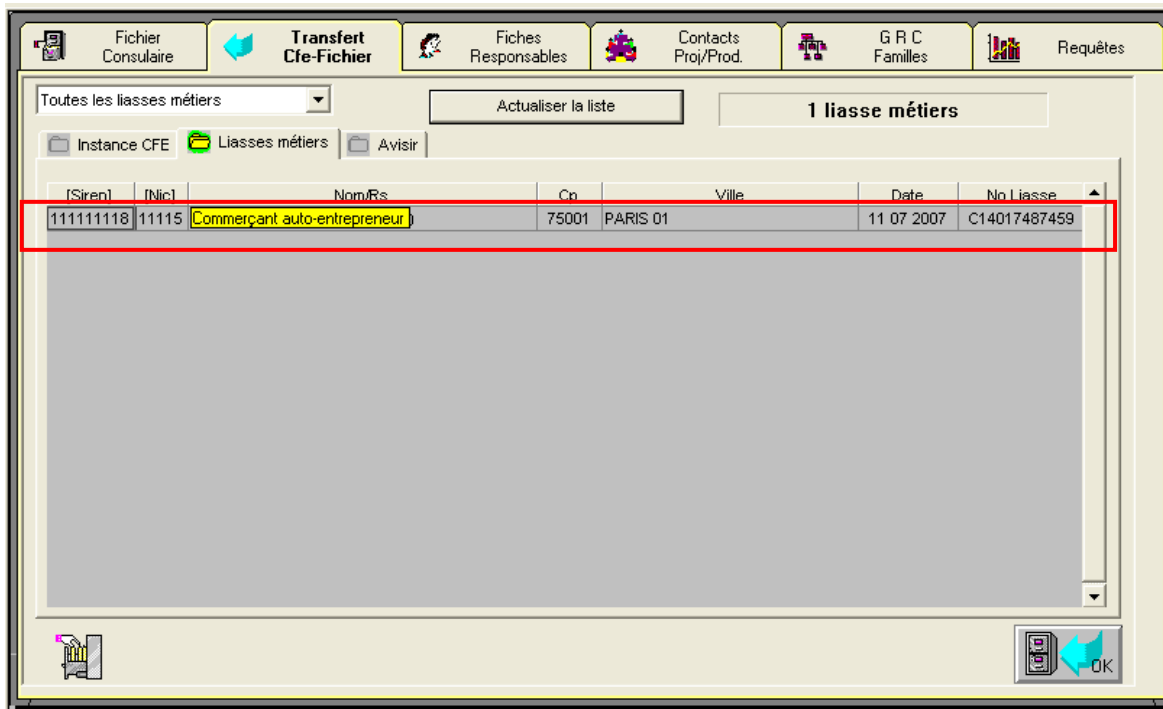 Fichier Consulaire
Transfert Cfe-Fichier
Fiches Responsables
Contacts Proj/Prod.
G R C Familles
Requêtes
Toutes les liasses métiers
Actualiser la liste
1 liasse métiers
Instance CFE
Liasses métiers
Avisir
[Siren] [Nic] Nom/Rs Cp Ville Date No Liasse
111111118 11115 Commerçant auto-entrepreneur ) 75001 PARIS 01 11 07 2007 C14017487459
OK